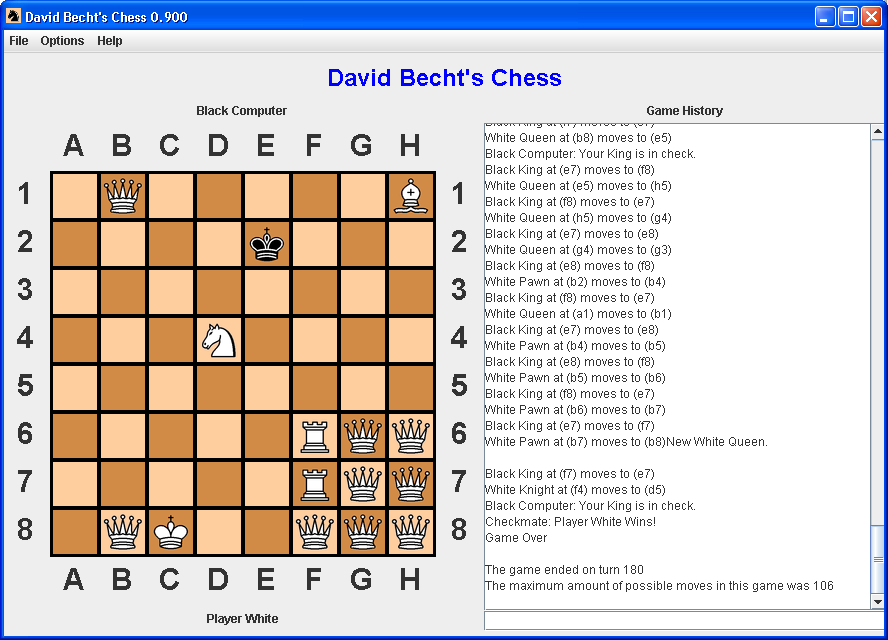 David Becht's Chess 0.900
File Options Help
David Becht's Chess
Black Computer
Game History
A B C D E F G H
1 1
2 2
3 3
4 4
5 5
6 6
7 7
8 8
A B C D E F G H
Player White
White Queen at (b8) moves to (e5)
Black Computer: Your King is in check.
Black King at (e7) moves to (f8)
White Queen at (e5) moves to (h5)
Black King at (f8) moves to (e7)
White Queen at (h5) moves to (g4)
Black King at (e7) moves to (e8)
White Queen at (g4) moves to (g3)
Black King at (e8) moves to (f8)
White Pawn at (b2) moves to (b4)
Black King at (f8) moves to (e7)
White Queen at (a1) moves to (b1)
Black King at (e7) moves to (e8)
White Pawn at (b4) moves to (b5)
Black King at (e8) moves to (f8)
White Pawn at (b5) moves to (b6)
Black King at (f8) moves to (e7)
White Pawn at (b6) moves to (b7)
Black King at (e7) moves to (f7)
White Pawn at (b7) moves to (b8)New White Queen.
Black King at (f7) moves to (e7)
White Knight at (f4) moves to (d5)
Black Computer: Your King is in check.
Checkmate: Player White Wins!
Game Over
The game ended on turn 180
The maximum amount of possible moves in this game was 106